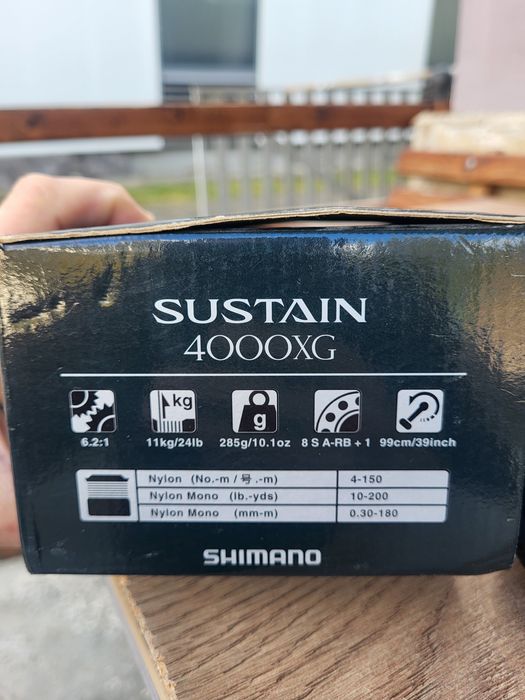 SUSTAIN
4000XG
kg
g
6.2:1 11kg/24lb 285g/10.1oz 8 S A-RB + 1 99cm/39inch
Nylon (No.-m / 号.-m) 4-150
Nylon Mono (lb.-yds) 10-200
Nylon Mono (mm-m) 0.30-180
SHIMANO